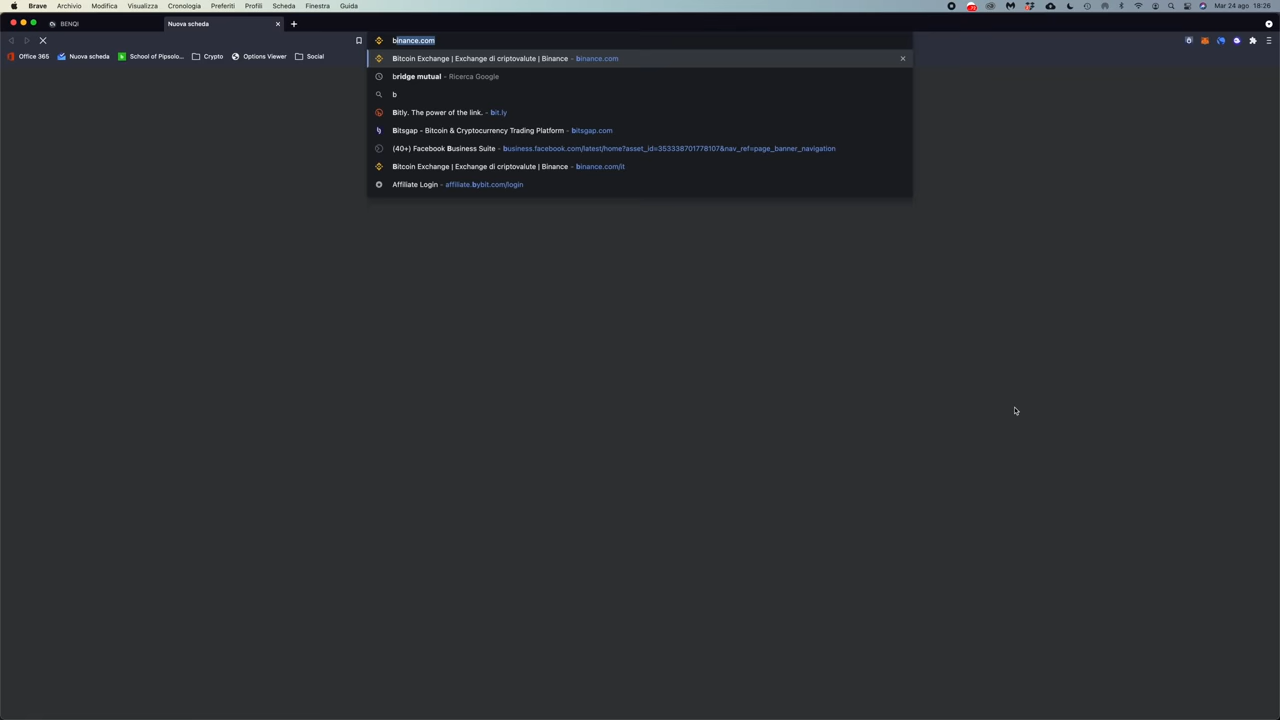 Brave Archivio Modifica Visualizza Cronologia Preferiti Profili Scheda Finestra Guida Mar 24 ago 18:26
BENQI Nuova scheda
binance.com
Office 365 Nuova scheda School of Pipsolo... Crypto Options Viewer Social
Bitcoin Exchange | Exchange di criptovalute | Binance - binance.com
bridge mutual - Ricerca Google
b
Bitly. The power of the link. - bit.ly
Bitsgap - Bitcoin & Cryptocurrency Trading Platform - bitsgap.com
(40+) Facebook Business Suite - business.facebook.com/latest/home?asset_id=353338701778107&nav_ref=page_banner_navigation
Bitcoin Exchange | Exchange di criptovalute | Binance - binance.com/it
Affiliate Login - affiliate.bybit.com/login